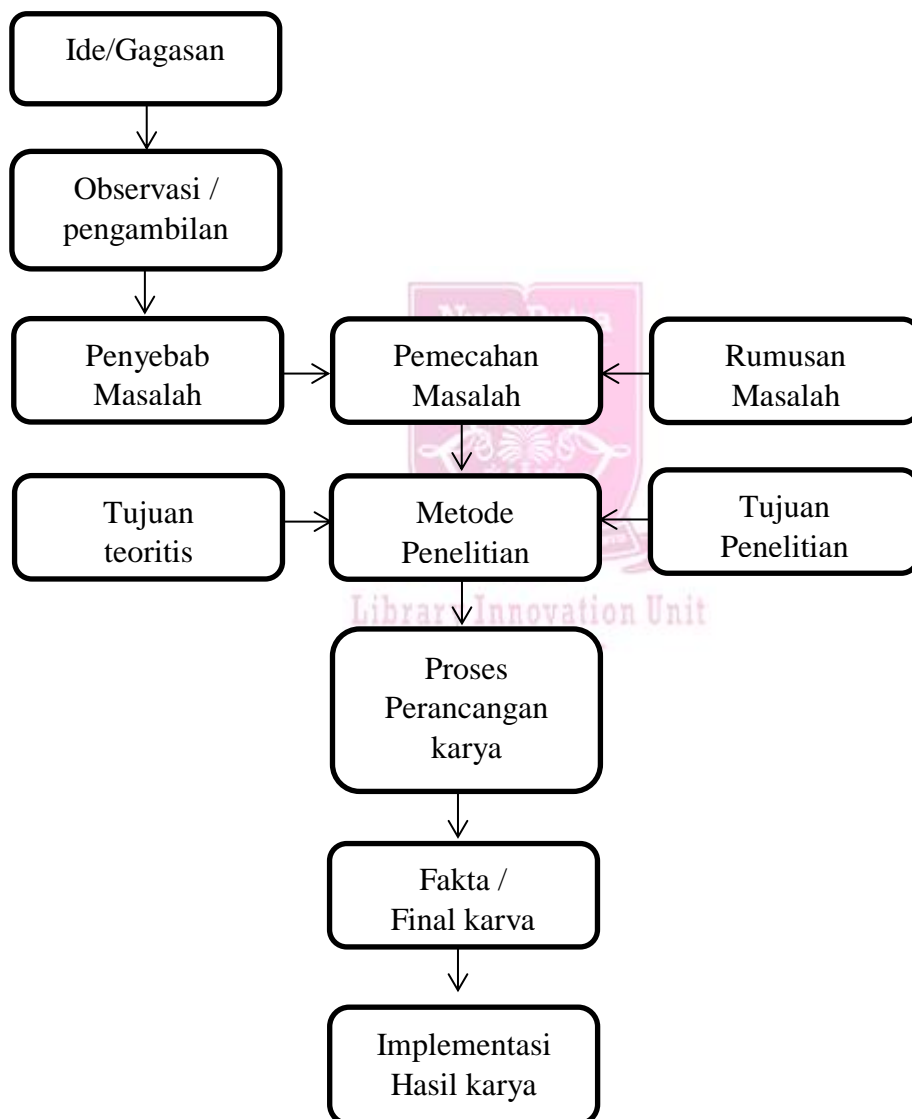 Ide/Gagasan
Observasi /
pengambilan
Penyebab
Masalah
Pemecahan
Masalah
Rumusan
Masalah
Tujuan
teoritis
Metode
Penelitian
Tujuan
Penelitian
Library Innovation Unit
Proses
Perancangan
karya
Fakta /
Final karya
Implementasi
Hasil karya